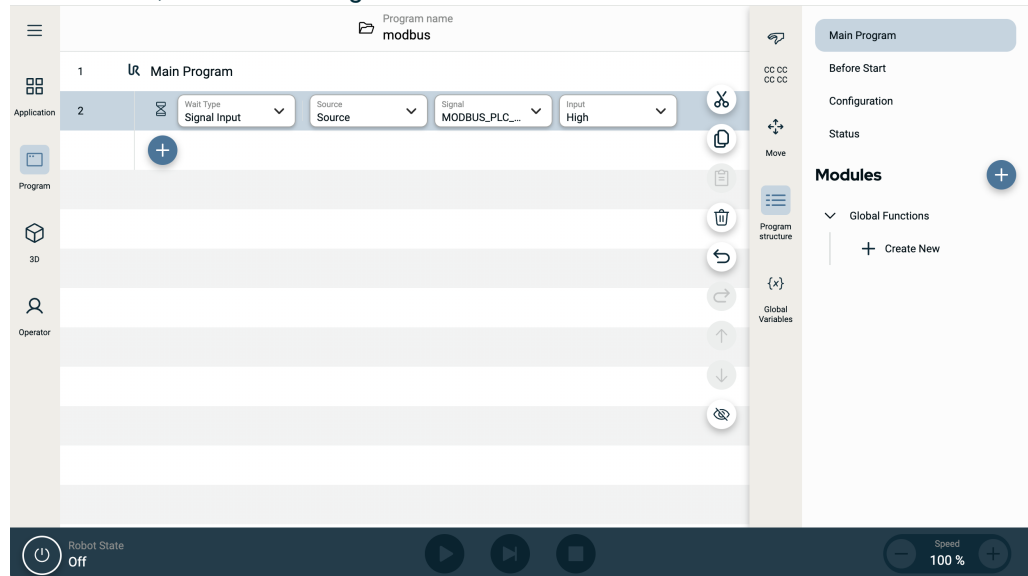 Program name
modbus
Application
Program
3D
Operator
1 Main Program
2
Wait Type
Signal Input
Source
Source
Signal
MODBUS_PLC_...
Input
High
CC CC
CC CC
Move
Program
structure
{x}
Global
Variables
Main Program
Before Start
Configuration
Status
Modules
Global Functions
Create New
Robot State
Off
Speed
100 %